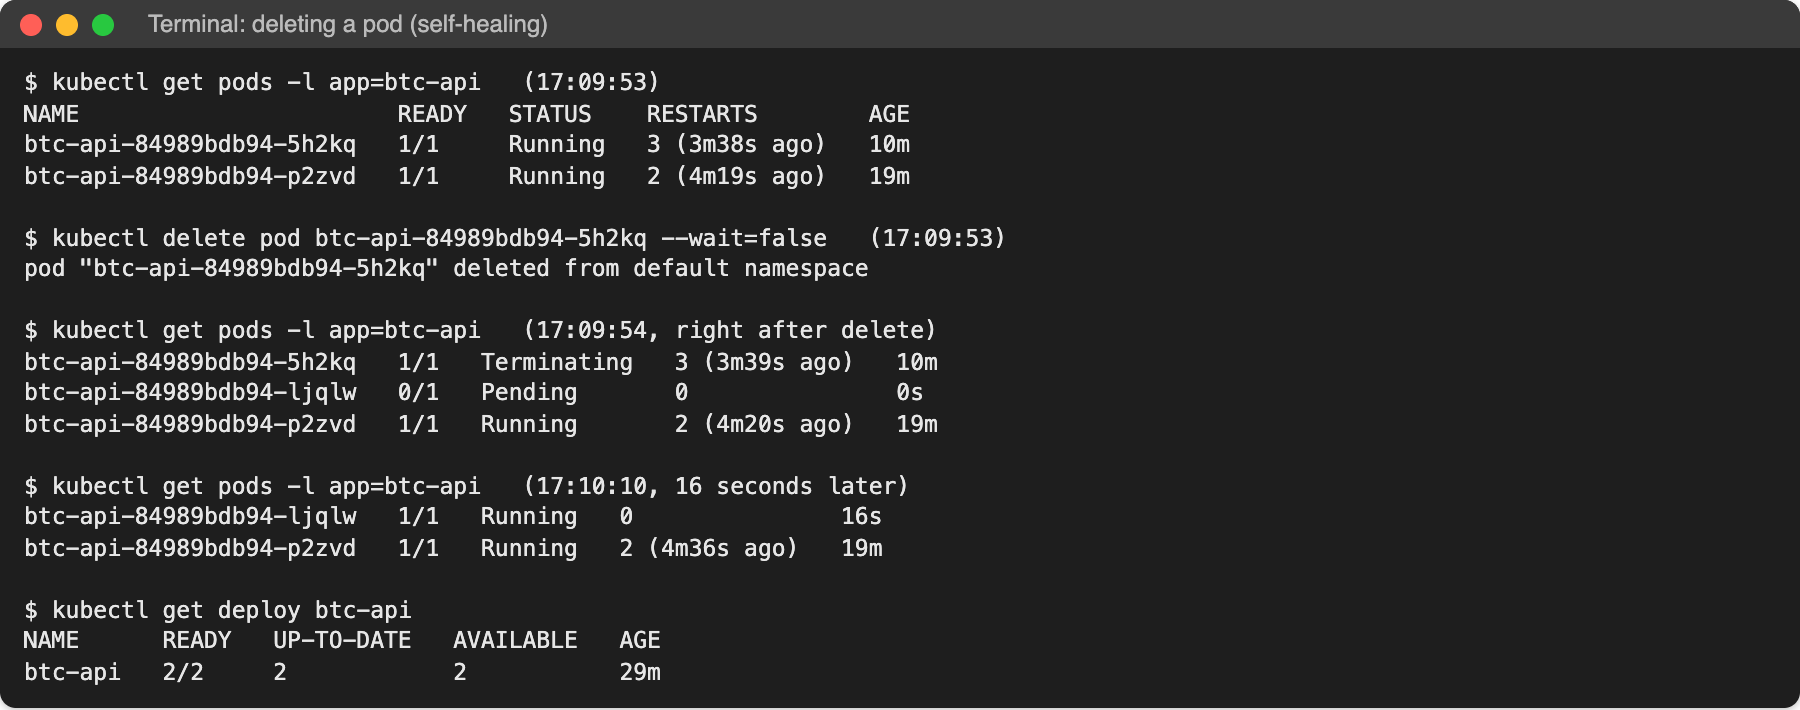 Terminal: deleting a pod (self-healing)
$ kubectl get pods -l app=btc-api   (17:09:53)
NAME                       READY   STATUS    RESTARTS        AGE
btc-api-84989bdb94-5h2kq   1/1     Running   3 (3m38s ago)   10m
btc-api-84989bdb94-p2zvd   1/1     Running   2 (4m19s ago)   19m
$ kubectl delete pod btc-api-84989bdb94-5h2kq --wait=false   (17:09:53)
pod "btc-api-84989bdb94-5h2kq" deleted from default namespace
$ kubectl get pods -l app=btc-api   (17:09:54, right after delete)
btc-api-84989bdb94-5h2kq   1/1   Terminating   3 (3m39s ago)   10m
btc-api-84989bdb94-ljqlw   0/1   Pending       0               0s
btc-api-84989bdb94-p2zvd   1/1   Running       2 (4m20s ago)   19m
$ kubectl get pods -l app=btc-api   (17:10:10, 16 seconds later)
btc-api-84989bdb94-ljqlw   1/1   Running   0               16s
btc-api-84989bdb94-p2zvd   1/1   Running   2 (4m36s ago)   19m
$ kubectl get deploy btc-api
NAME      READY   UP-TO-DATE   AVAILABLE   AGE
btc-api   2/2     2            2           29m